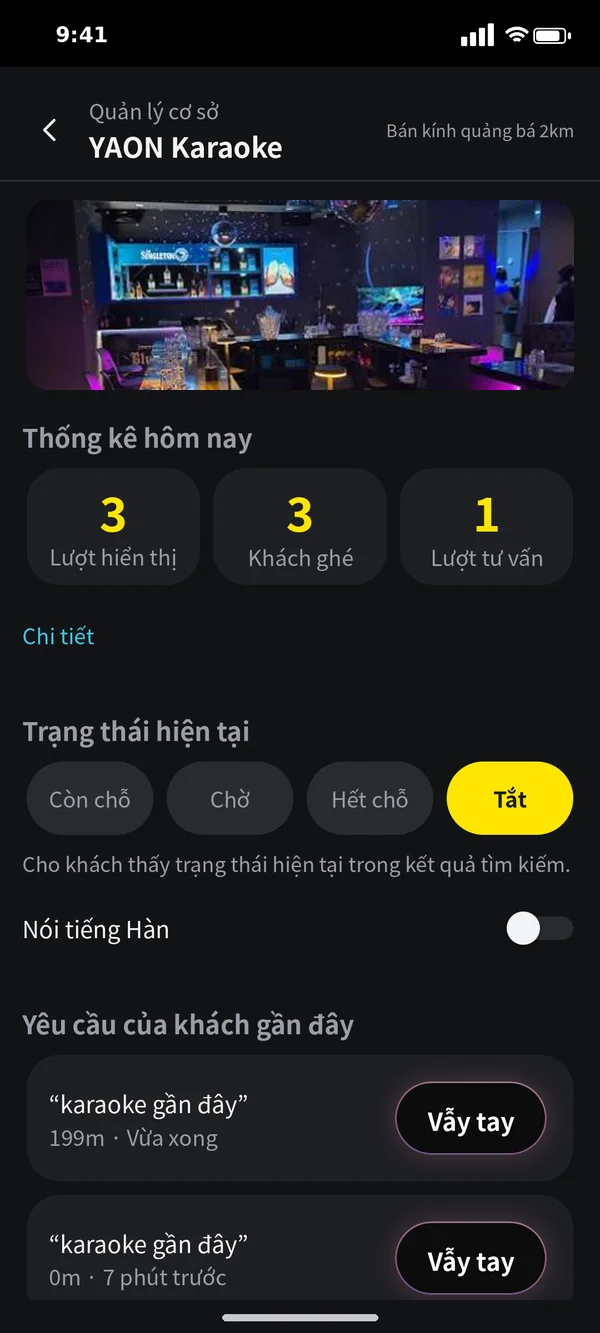 9:41
Quản lý cơ sở
YAON Karaoke
Bán kính quảng bá 2km
SINGLETON
Thống kê hôm nay
3
Lượt hiển thị
3
Khách ghé
1
Lượt tư vấn
Chi tiết
Trạng thái hiện tại
Còn chỗ
Chờ
Hết chỗ
Tắt
Cho khách thấy trạng thái hiện tại trong kết quả tìm kiếm.
Nói tiếng Hàn
Yêu cầu của khách gần đây
“karaoke gần đây”
199m · Vừa xong
Vẫy tay
“karaoke gần đây”
0m · 7 phút trước
Vẫy tay